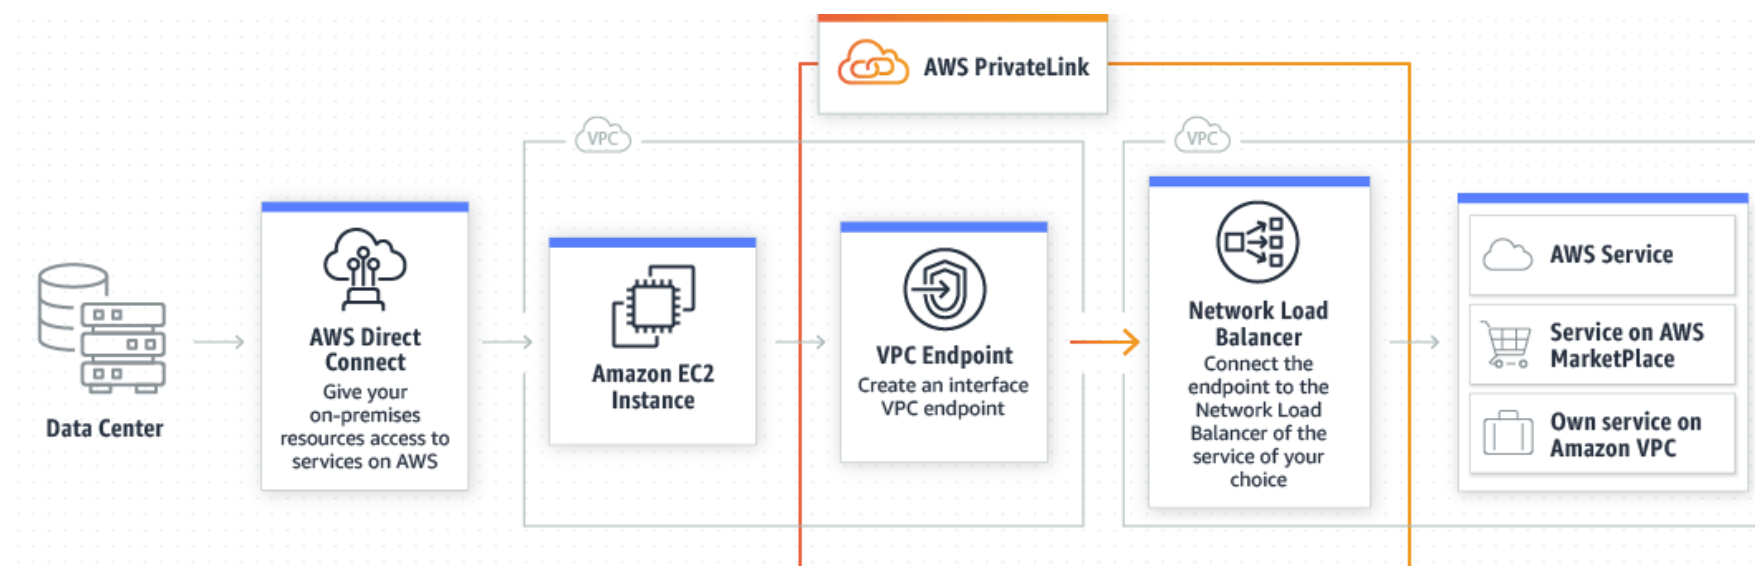 AWS PrivateLink
VPC
VPC
Data Center
AWS Direct
Connect
Give your
on-premises
resources access to
services on AWS
Amazon EC2
Instance
VPC Endpoint
Create an interface
VPC endpoint
Network Load
Balancer
Connect the
endpoint to the
Network Load
Balancer of the
service of your
choice
AWS Service
Service on AWS
MarketPlace
Own service on
Amazon VPC